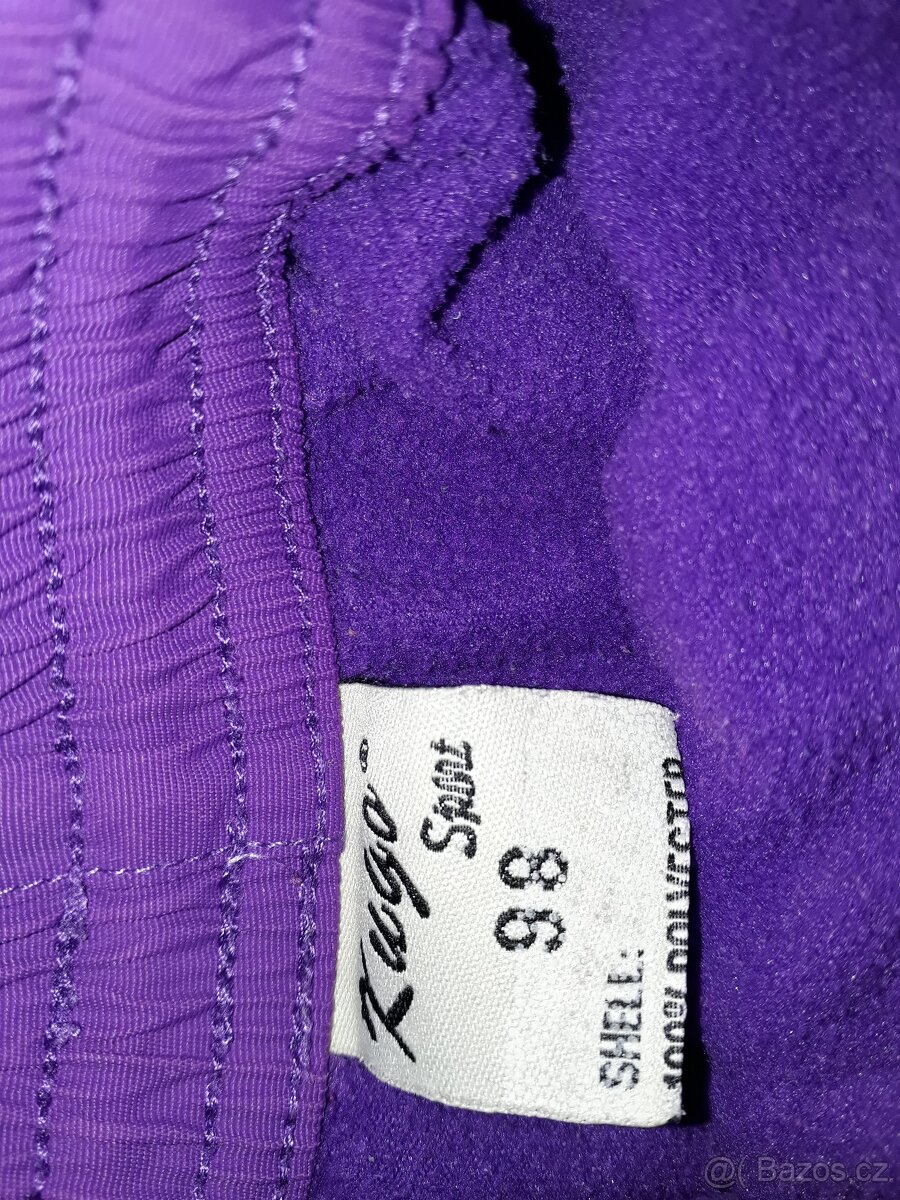 Kugo®
Sport
98
SHELL:
100% POLYESTER
@( Bazos.cz